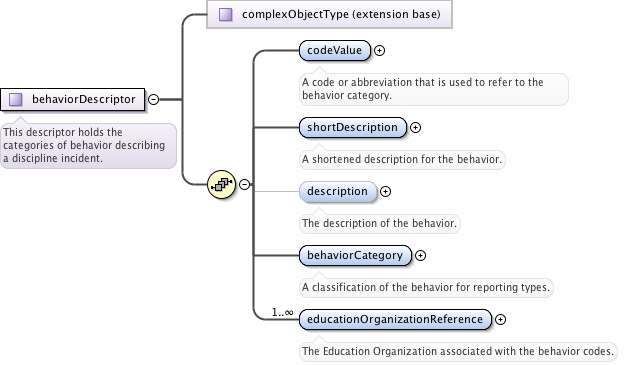 complexObjectType (extension base)
codeValue
A code or abbreviation that is used to refer to the
behavior category.
behaviorDescriptor
This descriptor holds the
categories of behavior describing
a discipline incident.
shortDescription
A shortened description for the behavior.
description
The description of the behavior.
behaviorCategory
A classification of the behavior for reporting types.
1..∞
educationOrganizationReference
The Education Organization associated with the behavior codes.